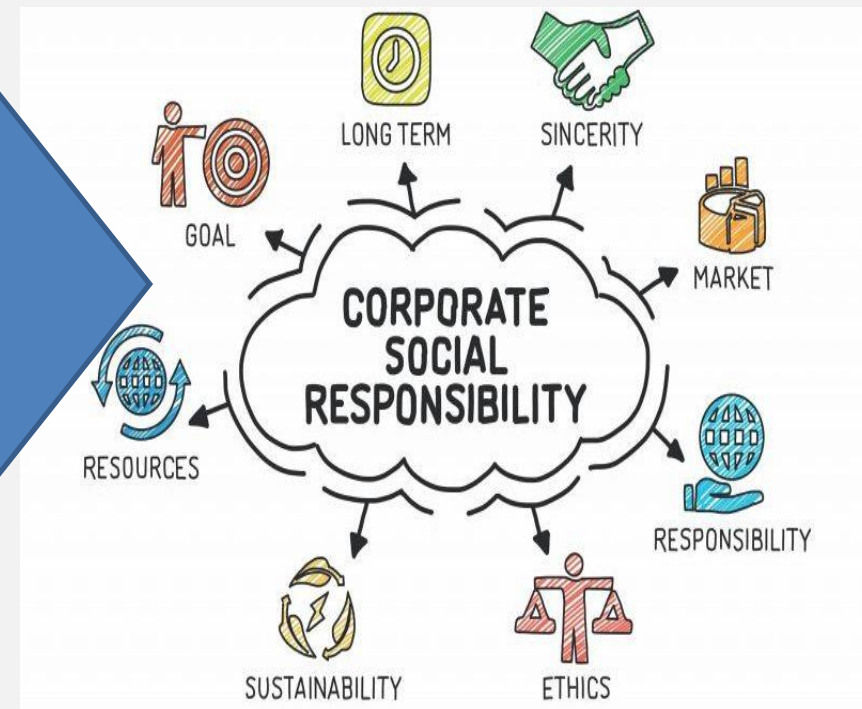 LONG TERM
SINCERITY
GOAL
MARKET
CORPORATE
SOCIAL
RESPONSIBILITY
RESOURCES
RESPONSIBILITY
SUSTAINABILITY
ETHICS